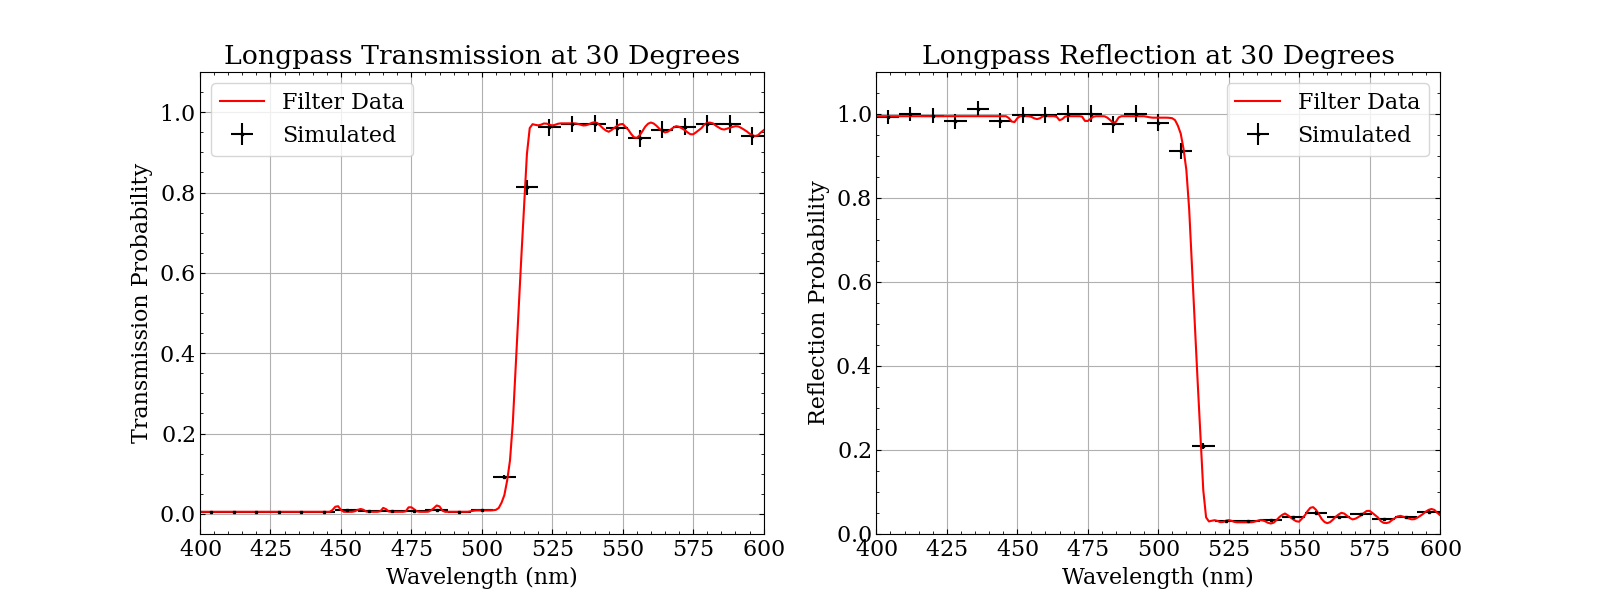 Longpass Transmission at 30 Degrees
Filter Data
Simulated
Transmission Probability
1.0
0.8
0.6
0.4
0.2
0.0
400 425 450 475 500 525 550 575 600
Wavelength (nm)
Longpass Reflection at 30 Degrees
Filter Data
Simulated
Reflection Probability
1.0
0.8
0.6
0.4
0.2
0.0
400 425 450 475 500 525 550 575 600
Wavelength (nm)